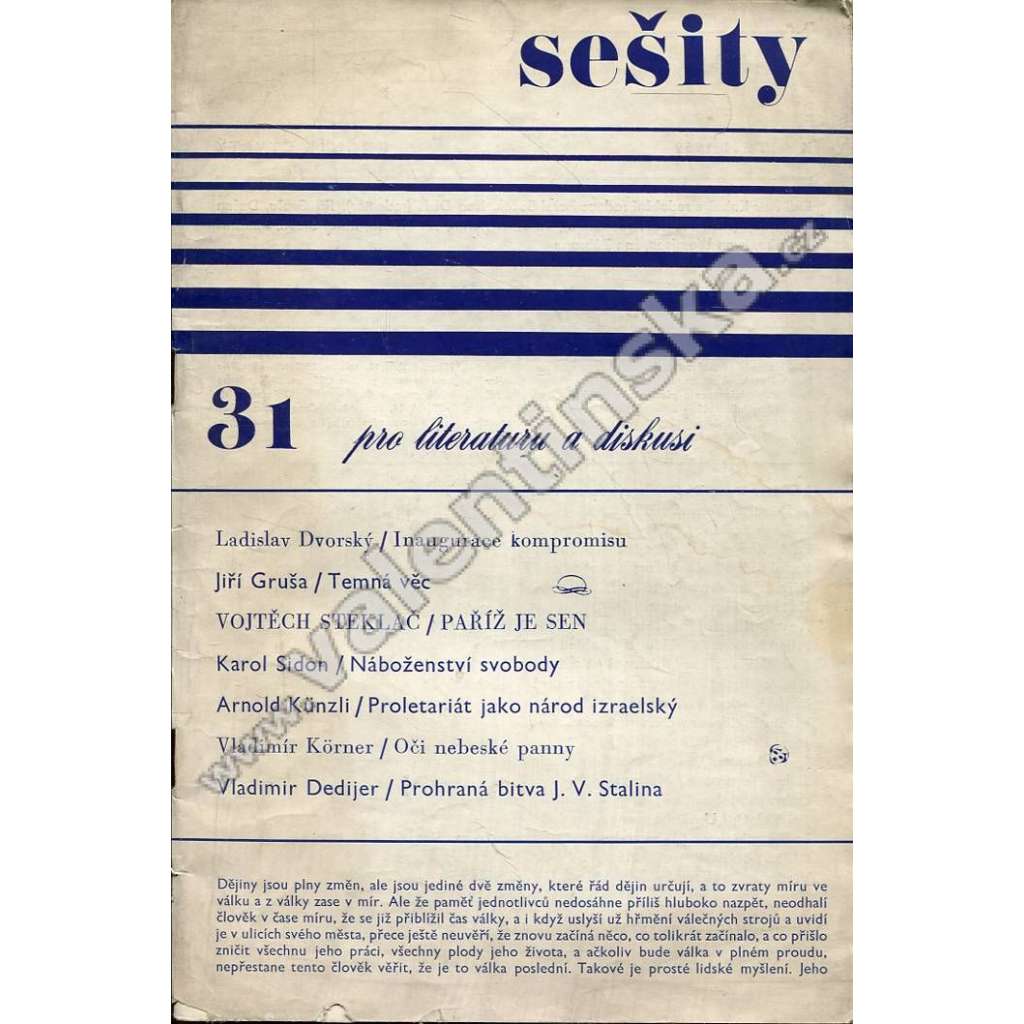 sešity
31 pro literaturu a diskusi
Ladislav Dvorský / Inaugurace kompromisu
Jiří Gruša / Temná věc
VOJTĚCH STEKLAČ / PAŘÍŽ JE SEN
Karol Sidon / Náboženství svobody
Arnold Künzli / Proletariát jako národ izraelský
Vladimír Körner / Oči nebeské panny
Vladimir Dedijer / Prohraná bitva J. V. Stalina
Dějiny jsou plny změn, ale jsou jediné dvě změny, které řád dějin určují, a to zvraty míru ve
válku a z války zase v mír. Ale že paměť jednotlivců nedosáhne příliš hluboko nazpět, neodhalí
člověk v čase míru, že se již přiblížil čas války, a i když uslyší už hřmění válečných strojů a uvidí
je v ulicích svého města, přece ještě neuvěří, že znovu začíná něco, co tolikrát začínalo, a co přišlo
zničit všechnu jeho práci, všechny plody jeho života, a ačkoliv bude válka v plném proudu,
nepřestane tento člověk věřit, že je to válka poslední. Takové je prosté lidské myšlení. Jeho
www.valentinska.cz